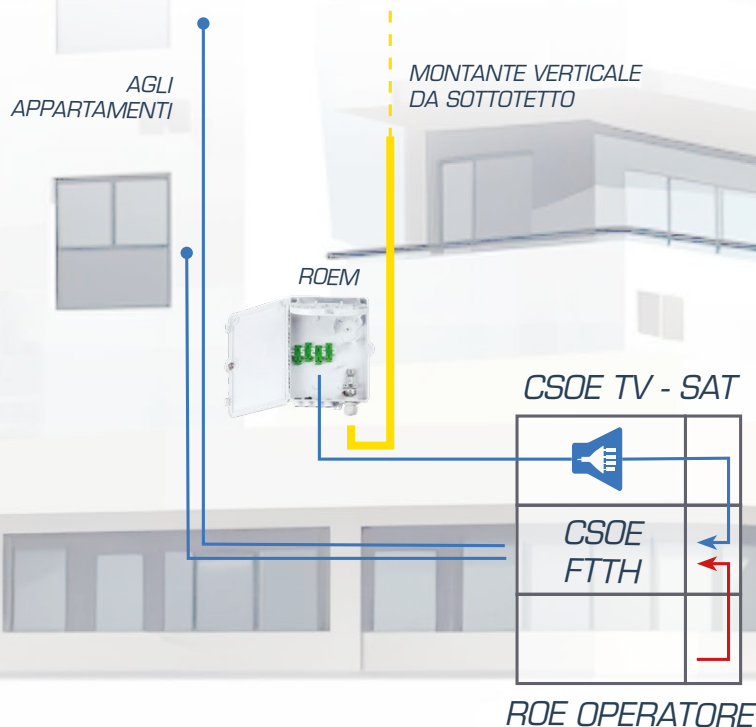 AGLI
APPARTAMENTI
MONTANTE VERTICALE
DA SOTTOTETTO
ROEM
CSOE TV - SAT
CSOE
FTTH
ROE OPERATORE